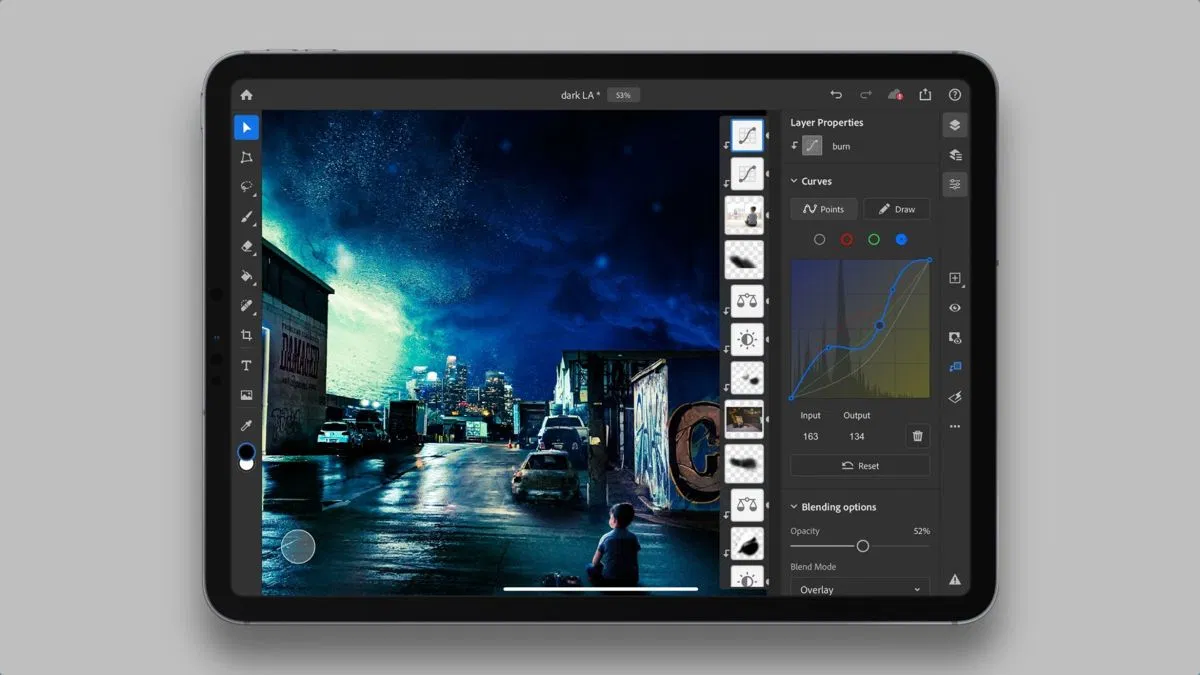 dark LA * 53%
Layer Properties
burn
Curves
Points Draw
Input Output
163 134
Reset
Blending options
Opacity 52%
Blend Mode
Overlay
DAMAGED
C